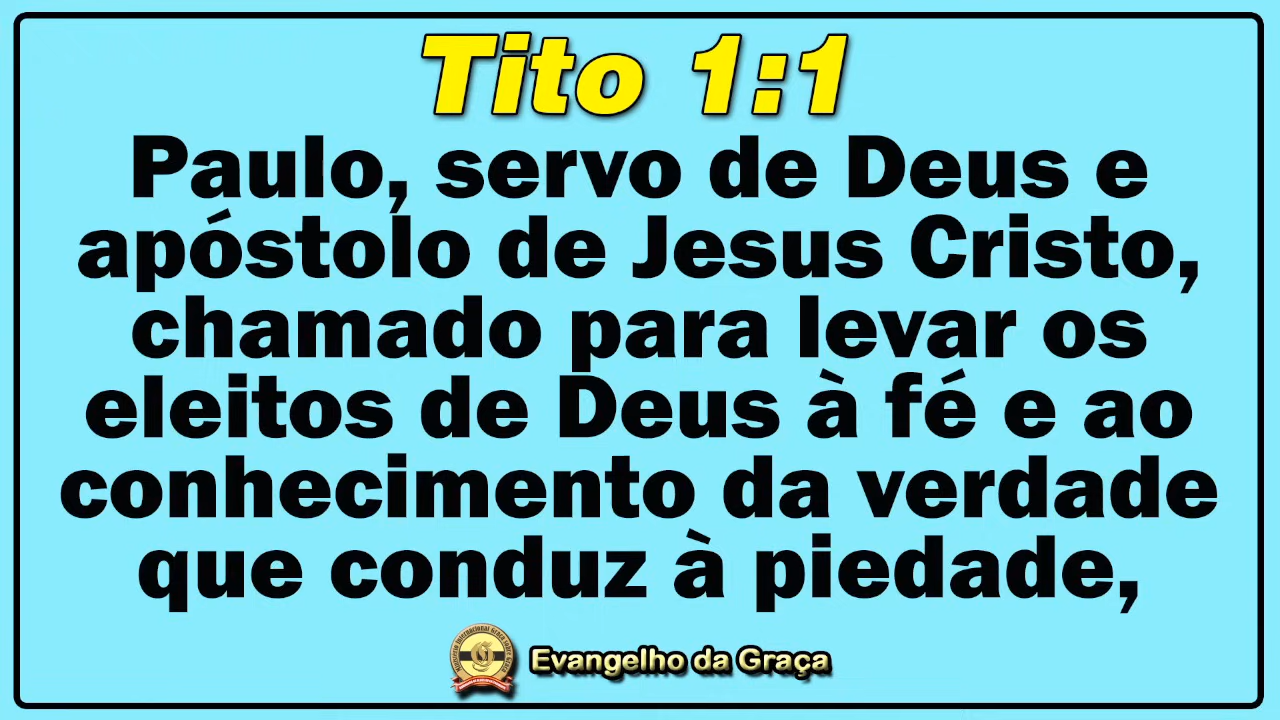 Tito 1:1
Paulo, servo de Deus e
apóstolo de Jesus Cristo,
chamado para levar os
eleitos de Deus à fé e ao
conhecimento da verdade
que conduz à piedade,
Evangelho da Graça